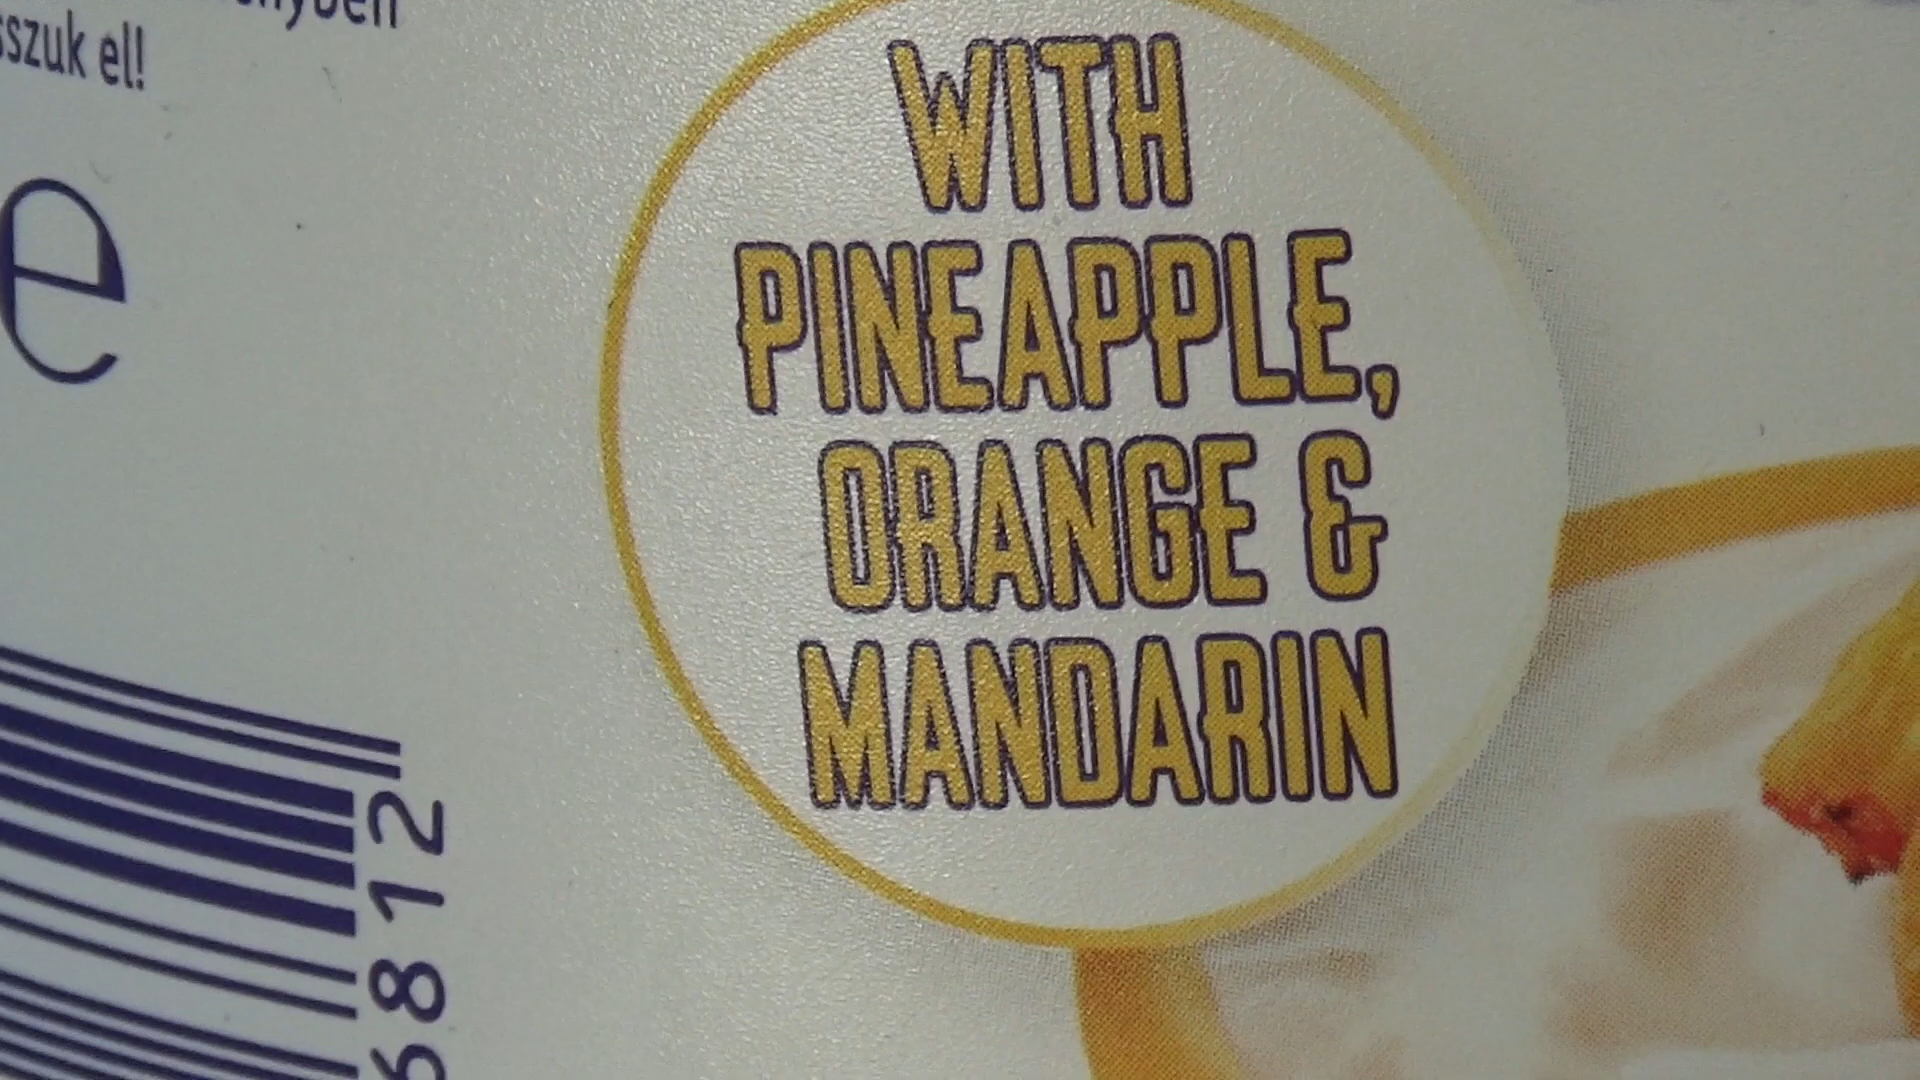 szuk el!
e
WITH
PINEAPPLE,
ORANGE &
MANDARIN
6812